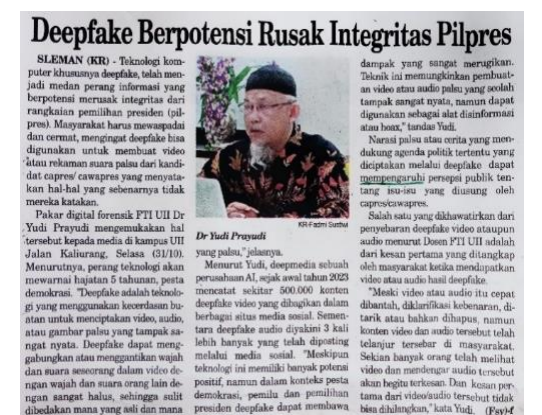 Deepfake Berpotensi Rusak Integritas Pilpres
SLEMAN (KR) - Teknologi kom-
puter khususnya deepfake, telah men-
jadi medan perang informasi yang
berpotensi merusak integritas dari
rangkaian pemilihan presiden (pil-
pres). Masyarakat harus mewaspadai
dan cermat, mengingat deepfake bisa
digunakan untuk membuat video
atau rekaman suara palsu dari kandi-
dat capres/ cawapres yang menyata-
kan hal-hal yang sebenarnya tidak
mereka katakan.
Pakar digital forensik FTI UII Dr
Yudi Prayudi mengemukakan hal
tersebut kepada media di kampus UII
Jalan Kaliurang, Selasa (31/10).
Menurutnya, perang teknologi akan
mewarnai hajatan 5 tahunan, pesta
demokrasi. "Deepfake adalah teknolo-
gi yang menggunakan kecerdasan bu-
atan untuk menciptakan video, audio,
atau gambar palsu yang tampak sa-
ngat nyata. Deepfake dapat meng-
gabungkan atau menggantikan wajah
dan suara seseorang dalam video de-
ngan wajah dan suara orang lain de-
ngan sangat halus, sehingga sulit
dibedakan mana yang asli dan mana
KR-Fadmi Sustiwi
Dr Yudi Prayudi
yang palsu," jelasnya.
Menurut Yudi, deepmedia sebuah
perusahaan AI, sejak awal tahun 2023
mencatat sekitar 500.000 konten
deepfake video yang dibagikan dalam
berbagai situs media sosial. Semen-
tara deepfake audio diyakini 3 kali
lebih banyak yang telah diposting
melalui media sosial. "Meskipun
teknologi ini memiliki banyak potensi
positif, namun dalam konteks pesta
demokrasi, pemilu dan pemilihan
presiden deepfake dapat membawa
dampak yang sangat merugikan.
Teknik ini memungkinkan pembuat-
an video atau audio palsu yang seolah
tampak sangat nyata, namun dapat
digunakan sebagai alat disinformasi
atau hoax," tandas Yudi.
Narasi palsu atau cerita yang men-
dukung agenda politik tertentu yang
diciptakan melalui deepfake dapat
mempengaruhi persepsi publik ten-
tang isu-isu yang diusung oleh
capres/cawapres.
Salah satu yang dikhawatirkan dari
penyebaran deepfake video ataupun
audio menurut Dosen FTI UII adalah
dari kesan pertama yang ditangkap
oleh masyarakat ketika mendapatkan
video atau audio hasil deepfake.
"Meski video atau audio itu cepat
dibantah, diklarifikasi kebenaran, di-
tarik atau bahkan dihapus, namun
konten video dan audio tersebut telah
telanjur tersebar di masyarakat.
Sekian banyak orang telah melihat
video dan mendengar audio tersebut
akan begitu terkesan. Dan kesan per-
tama dari video/audio tersebut tidak
bisa dihilangkan," kata Yudi.